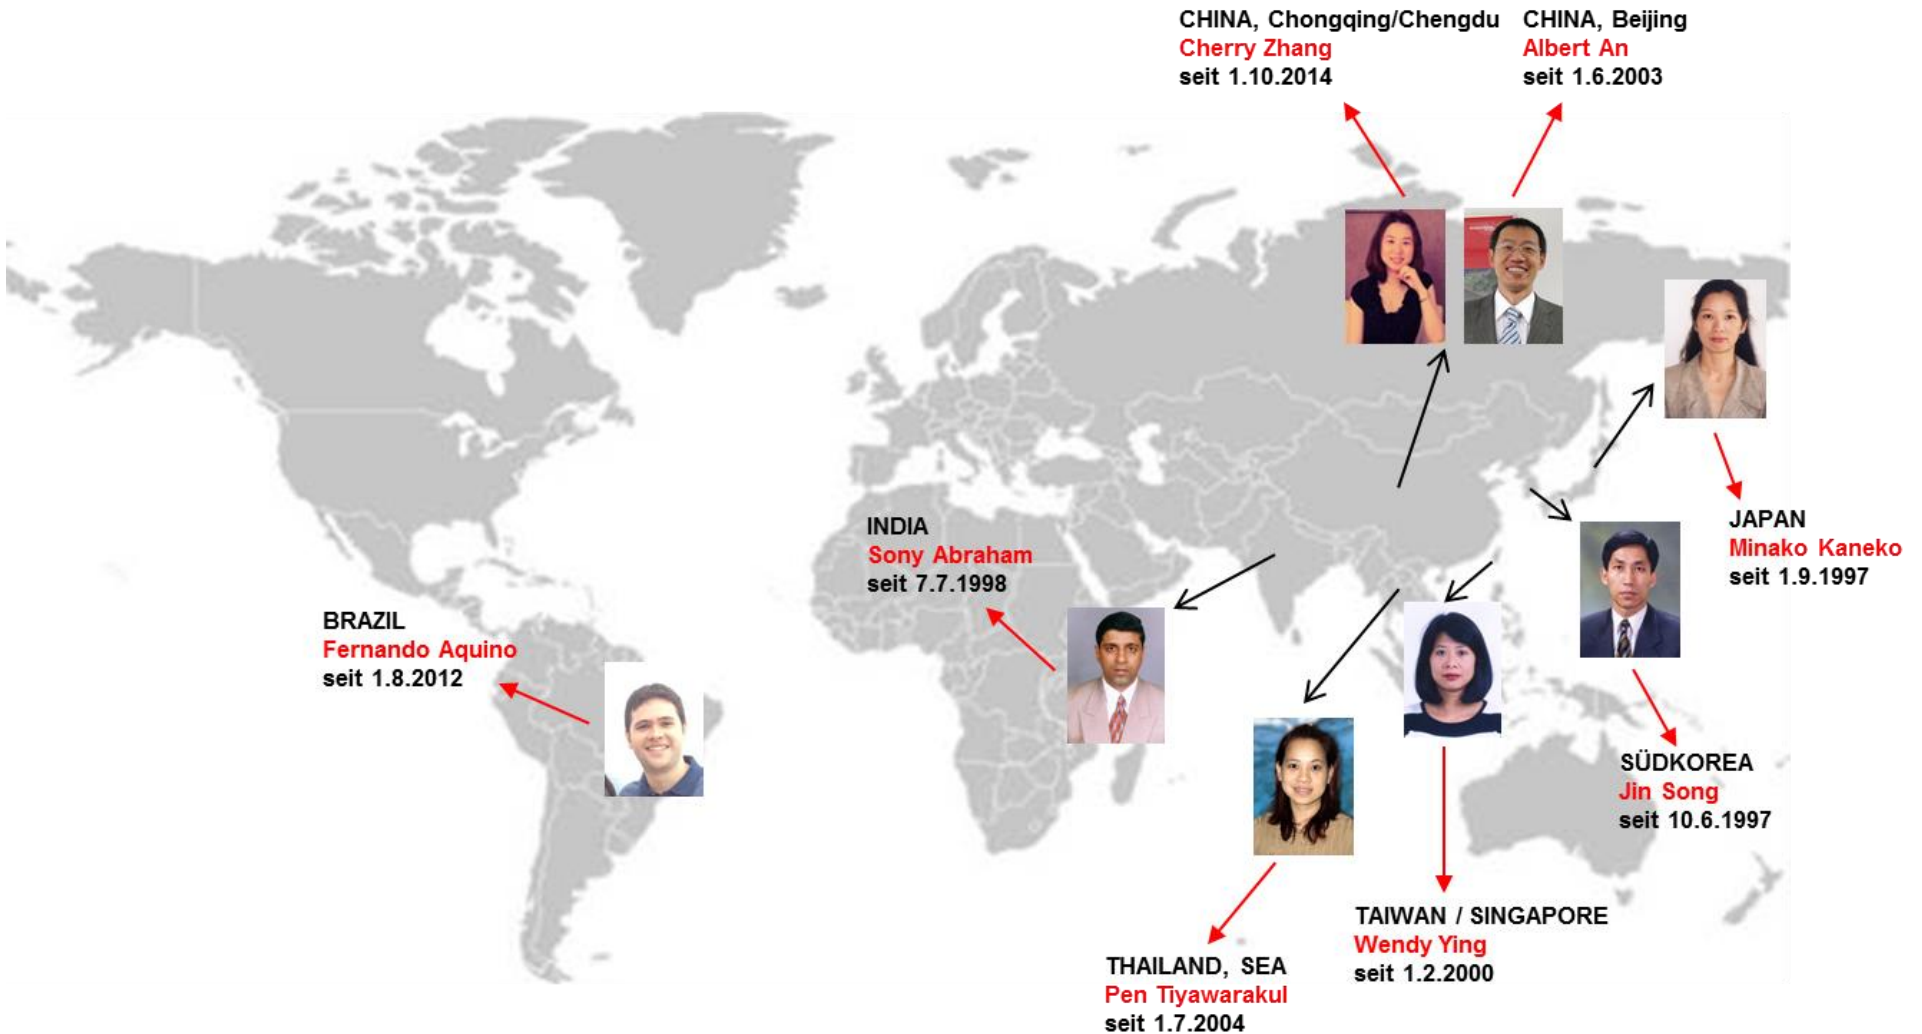 CHINA, Chongqing/Chengdu
Cherry Zhang
seit 1.10.2014
CHINA, Beijing
Albert An
seit 1.6.2003
JAPAN
Minako Kaneko
seit 1.9.1997
INDIA
Sony Abraham
seit 7.7.1998
BRAZIL
Fernando Aquino
seit 1.8.2012
SÜDKOREA
Jin Song
seit 10.6.1997
TAIWAN / SINGAPORE
Wendy Ying
seit 1.2.2000
THAILAND, SEA
Pen Tiyawarakul
seit 1.7.2004